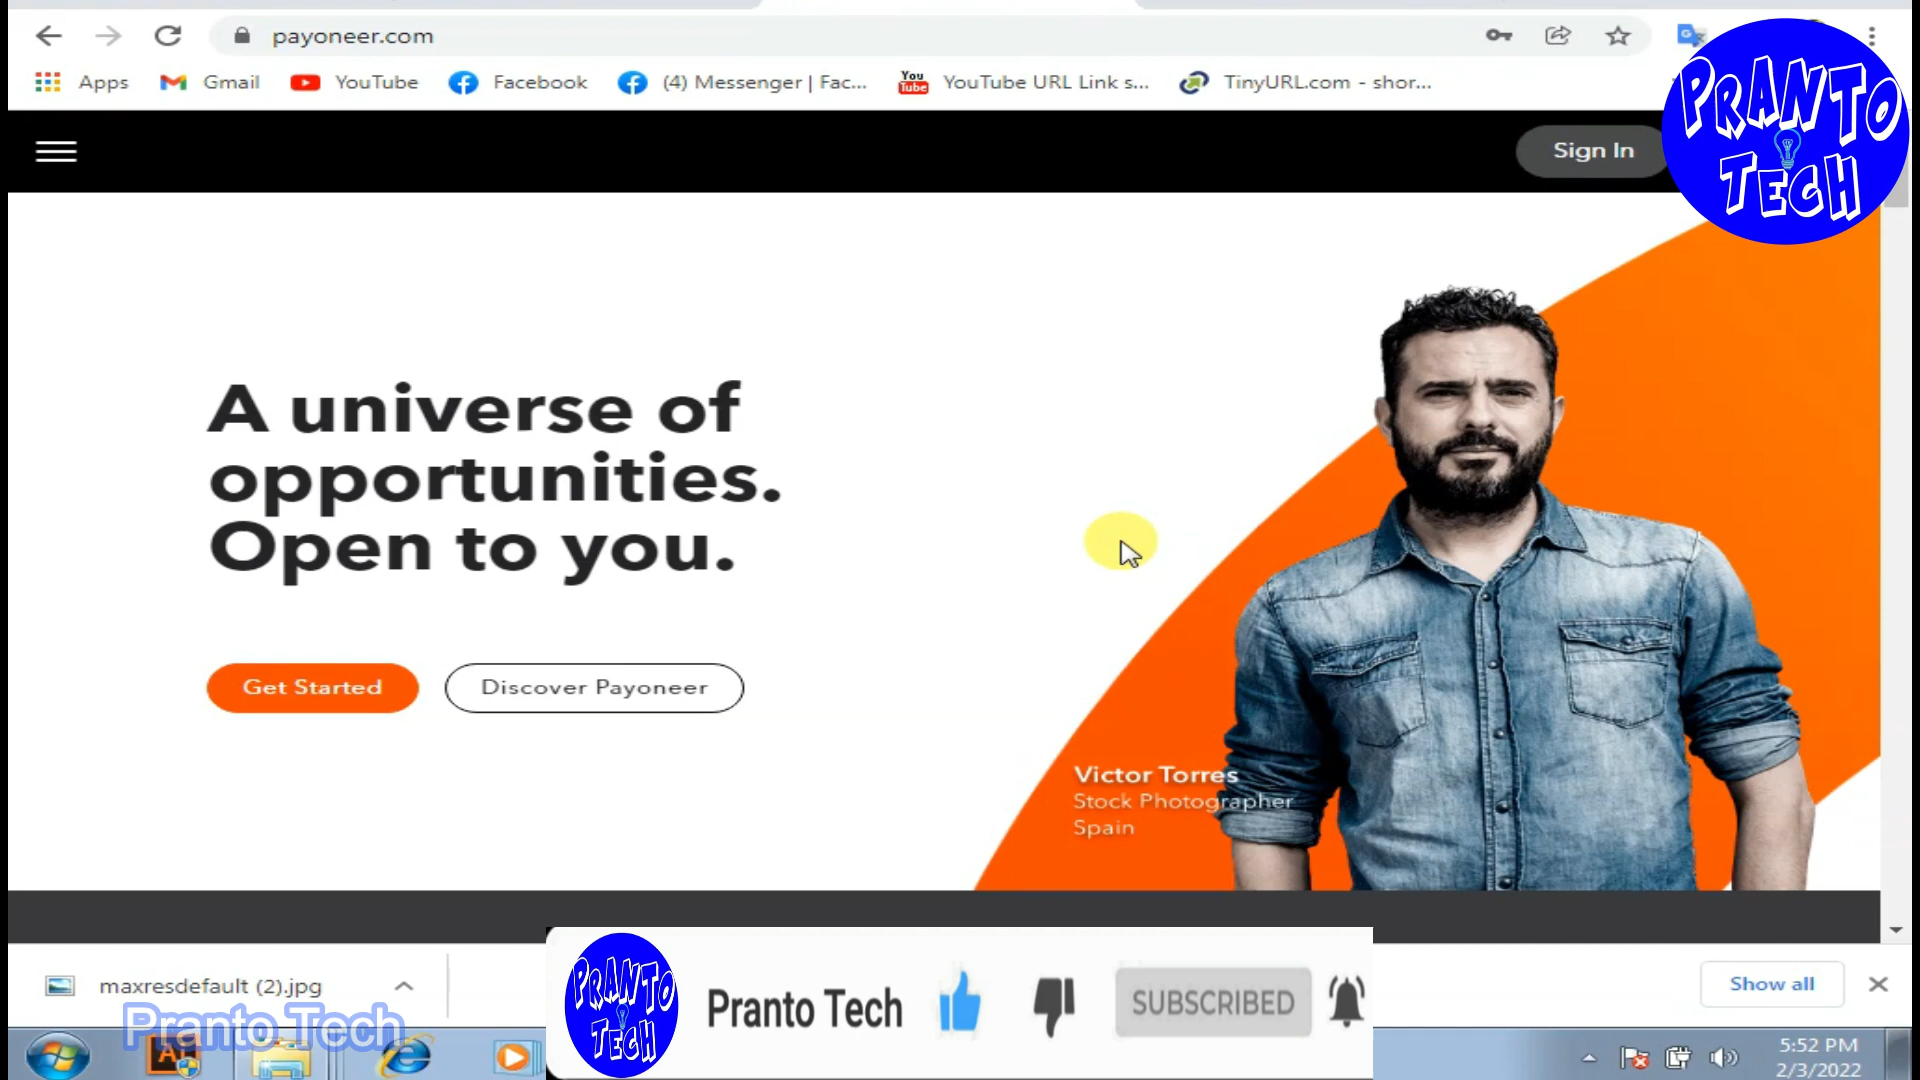 payoneer.com
Apps
Gmail
YouTube
Facebook
(4) Messenger | Fac...
You
Tube
YouTube URL Link s...
TinyURL.com - shor...
PRANTO
TECH
Sign In
A universe of
opportunities.
Open to you.
Get Started
Discover Payoneer
Victor Torres
Stock Photographer
Spain
maxresdefault (2).jpg
Show all
Pranto Tech
PRANTO
TECH
Pranto Tech
SUBSCRIBED
5:52 PM
2/3/2022